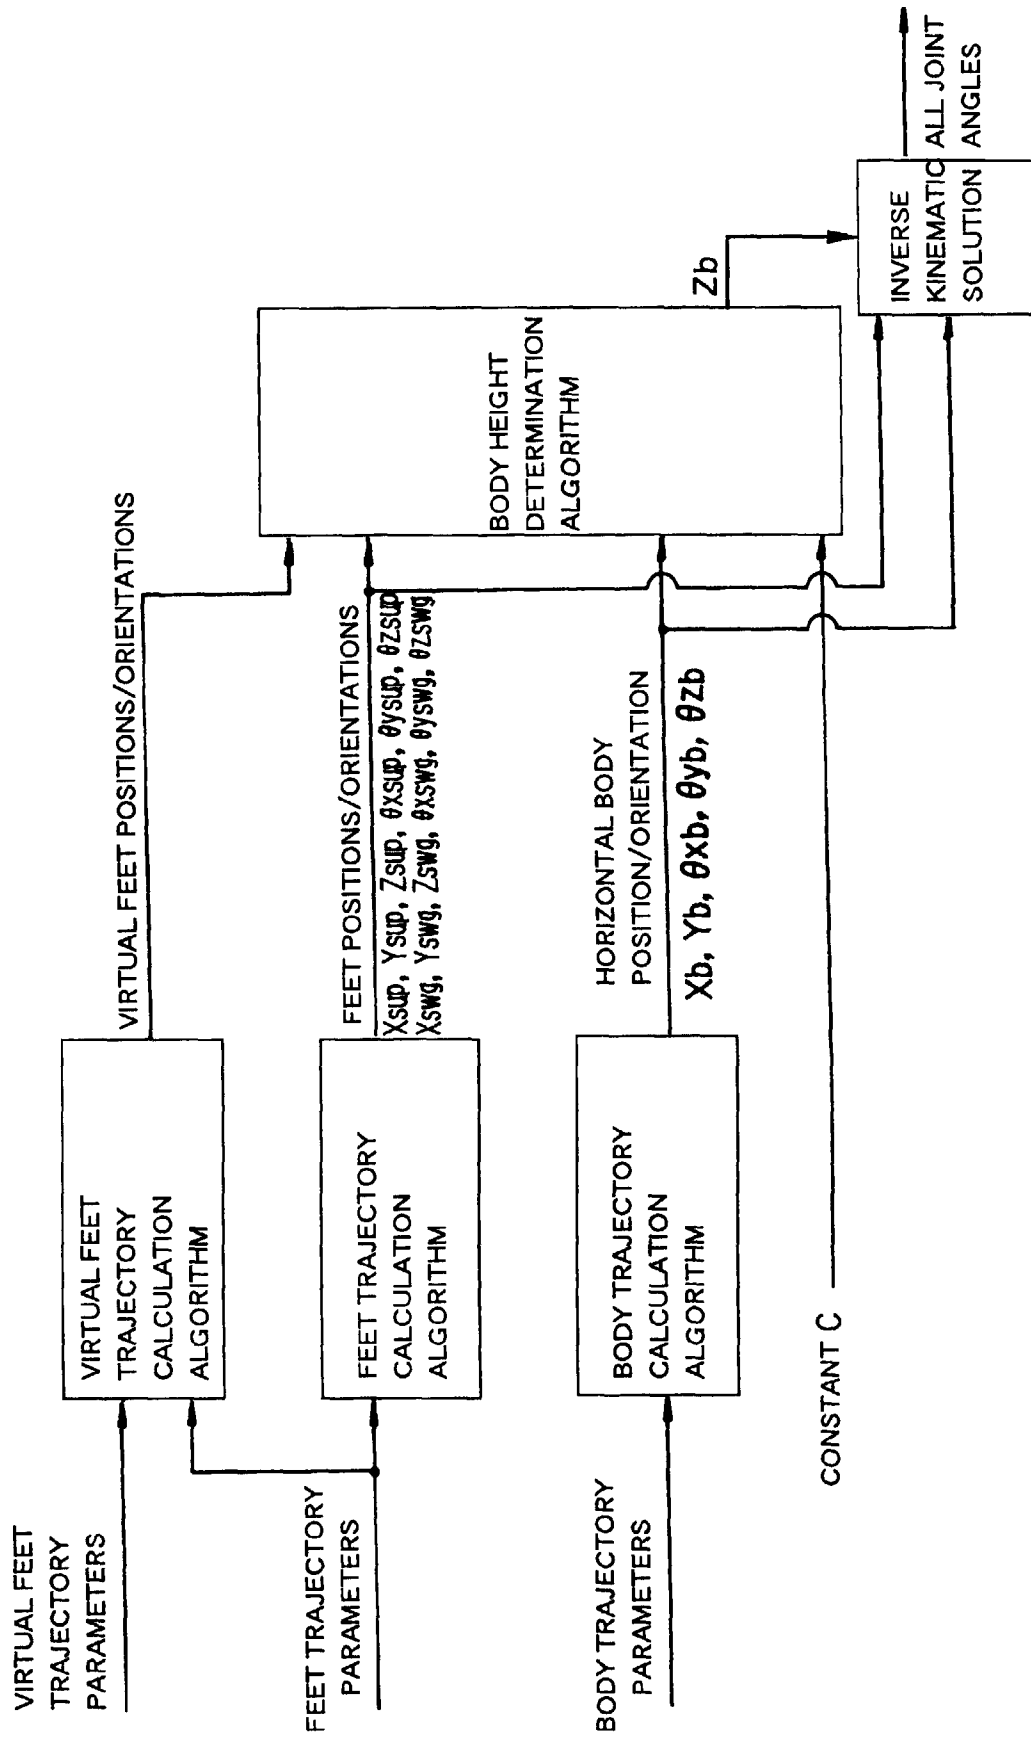 VIRTUAL FEET
TRAJECTORY
PARAMETERS
VIRTUAL FEET
TRAJECTORY
CALCULATION
ALGORITHM
VIRTUAL FEET POSITIONS/ORIENTATIONS
FEET TRAJECTORY
PARAMETERS
FEET TRAJECTORY
CALCULATION
ALGORITHM
FEET POSITIONS/ORIENTATIONS
Xsup, Ysup, Zsup, θxsup, θysup, θzsup
Xswg, Yswg, Zswg, θxswg, θyswg, θzswg
BODY TRAJECTORY
PARAMETERS
BODY TRAJECTORY
CALCULATION
ALGORITHM
HORIZONTAL BODY
POSITION/ORIENTATION
Xb, Yb, θxb, θyb, θzb
CONSTANT C
BODY HEIGHT
DETERMINATION
ALGORITHM
Zb
INVERSE
KINEMATIC
SOLUTION
ALL JOINT
ANGLES